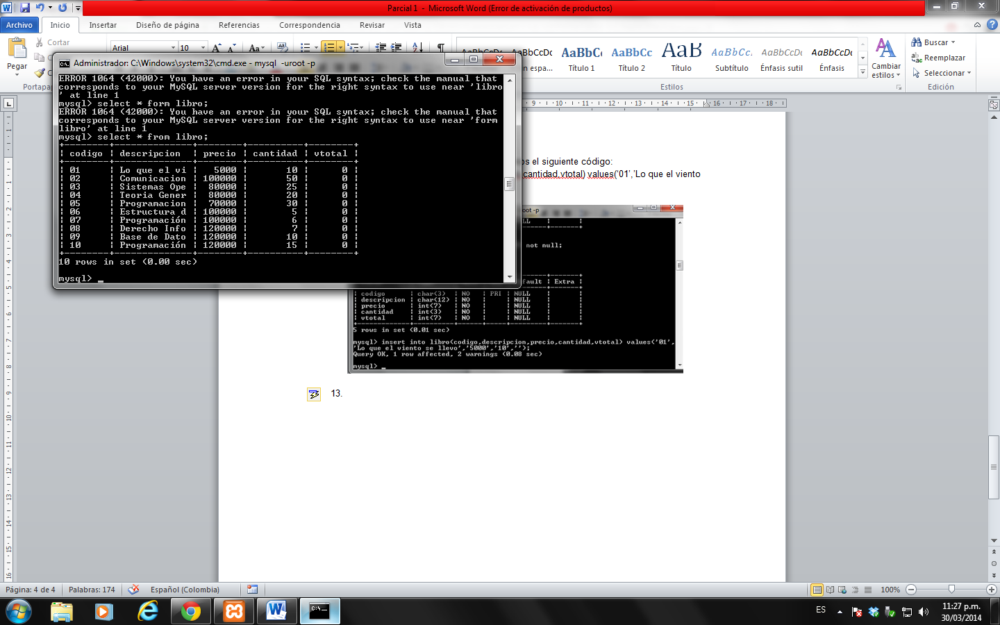 Parcial 1 - Microsoft Word (Error de activación de productos)
Archivo Inicio Insertar Diseño de página Referencias Correspondencia Revisar Vista
Pegar
Cortar
Portapap
Arial 10
AaBbCc AaBbCc AaBbCc. AaBbCcDc AaBbCcDc
Título 1 Título 2 Título Subtítulo Énfasis sutil Énfasis
Estilos
Cambiar estilos
Buscar
Reemplazar
Seleccionar
Edición
Administrador: C:\Windows\system32\cmd.exe - mysql -uroot -p
ERROR 1064 (42000): You have an error in your SQL syntax; check the manual that
corresponds to your MySQL server version for the right syntax to use near 'libro
' at line 1
mysql> select * form libro;
ERROR 1064 (42000): You have an error in your SQL syntax; check the manual that
corresponds to your MySQL server version for the right syntax to use near 'form
libro' at line 1
mysql> select * from libro;
| codigo | descripcion | precio | cantidad | vtotal |
| 01 | Lo que el vi | 5000 | 10 | 0 |
| 02 | Comunicacion | 100000 | 50 | 0 |
| 03 | Sistemas Ope | 80000 | 25 | 0 |
| 04 | Teoria Gener | 80000 | 20 | 0 |
| 05 | Programacion | 70000 | 30 | 0 |
| 06 | Estructura d | 100000 | 5 | 0 |
| 07 | Programación | 100000 | 6 | 0 |
| 08 | Derecho Info | 120000 | 7 | 0 |
| 09 | Base de Dato | 120000 | 10 | 0 |
| 10 | Programación | 120000 | 15 | 0 |
10 rows in set (0.00 sec)
mysql>
9 10 11 12 13 14 15 16 17 18
os el siguiente código:
cantidad,vtotal) values('01','Lo que el viento
oot -p
LL
not null;
fault | Extra |
| codigo | char(3) | NO | PRI | NULL | |
| descripcion | char(12) | NO | | NULL | |
| precio | int(7) | NO | | NULL | |
| cantidad | int(3) | NO | | NULL | |
| vtotal | int(7) | NO | | NULL | |
5 rows in set (0.01 sec)
mysql> insert into libro(codigo,descripcion,precio,cantidad,vtotal) values('01',
'Lo que el viento se llevo','5000','10','');
Query OK, 1 row affected, 2 warnings (0.08 sec)
mysql>
13.
Página: 4 de 4 Palabras: 174 Español (Colombia) 100%
ES 11:27 p.m.
30/03/2014